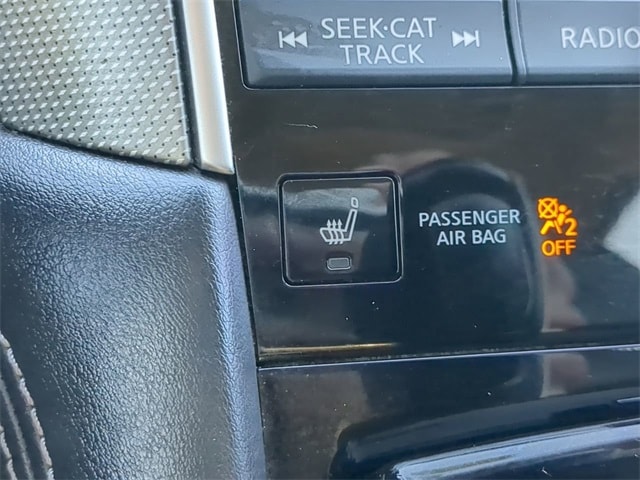 SEEK·CAT
TRACK
RADIO
PASSENGER
AIR BAG
2
OFF